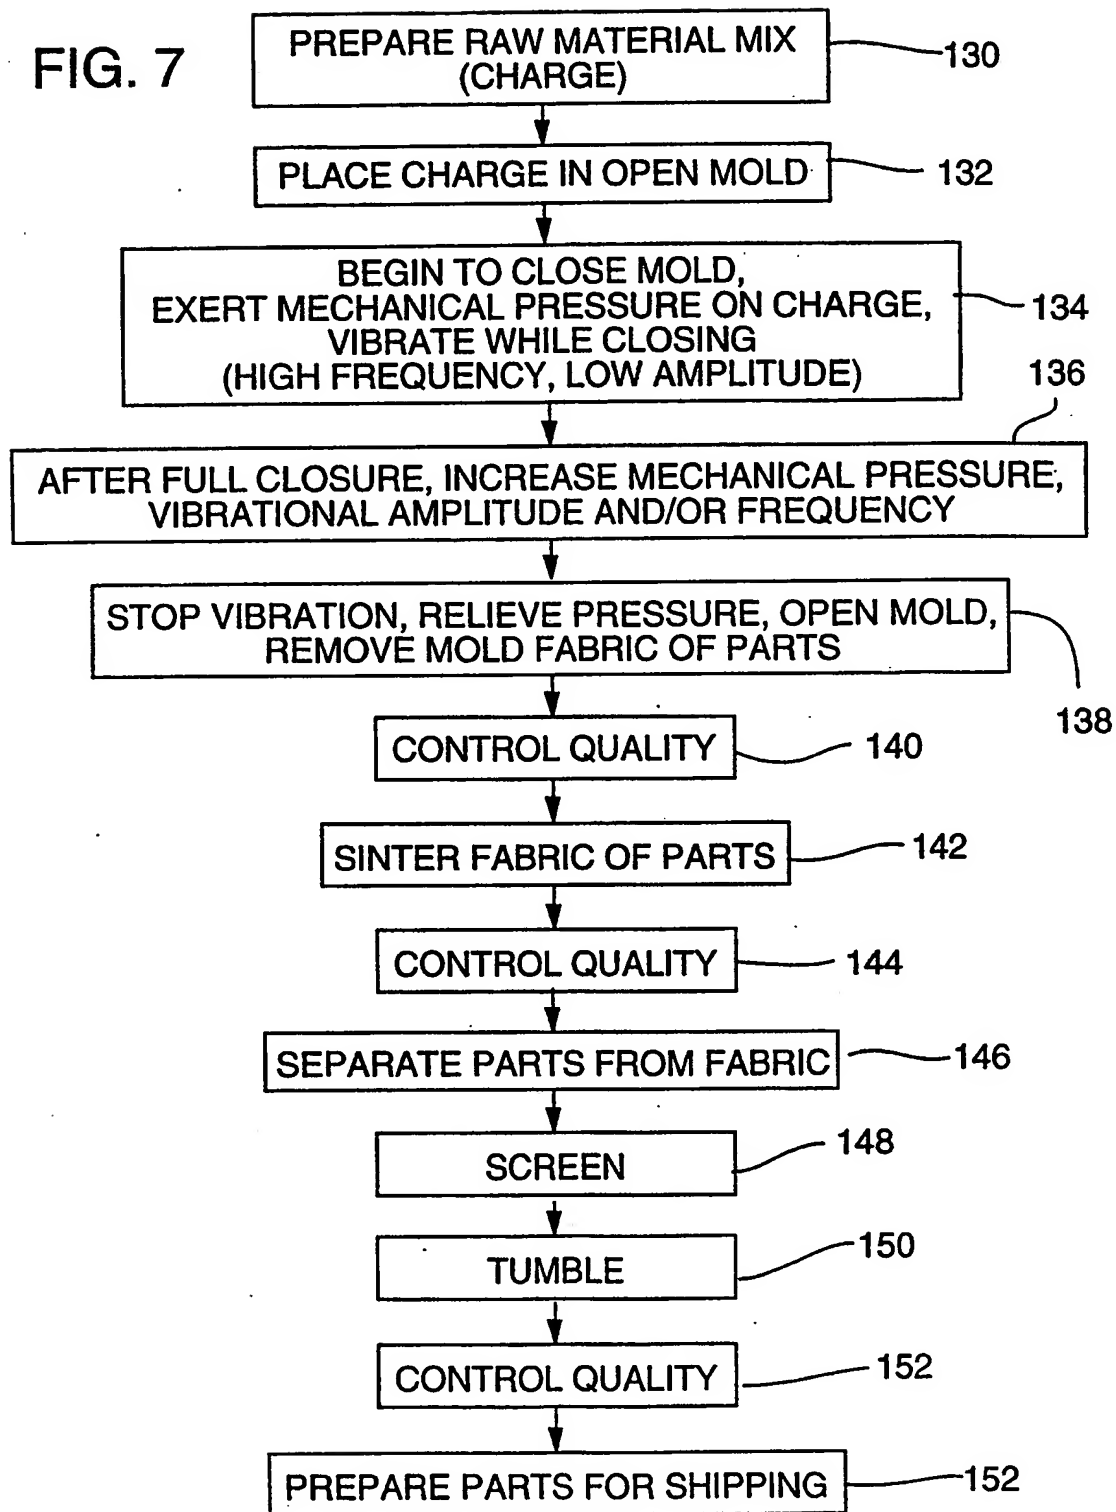 FIG. 7
PREPARE RAW MATERIAL MIX
(CHARGE)
130
PLACE CHARGE IN OPEN MOLD
132
BEGIN TO CLOSE MOLD,
EXERT MECHANICAL PRESSURE ON CHARGE,
VIBRATE WHILE CLOSING
(HIGH FREQUENCY, LOW AMPLITUDE)
134
136
AFTER FULL CLOSURE, INCREASE MECHANICAL PRESSURE,
VIBRATIONAL AMPLITUDE AND/OR FREQUENCY
STOP VIBRATION, RELIEVE PRESSURE, OPEN MOLD,
REMOVE MOLD FABRIC OF PARTS
138
CONTROL QUALITY
140
SINTER FABRIC OF PARTS
142
CONTROL QUALITY
144
SEPARATE PARTS FROM FABRIC
146
SCREEN
148
TUMBLE
150
CONTROL QUALITY
152
PREPARE PARTS FOR SHIPPING
152